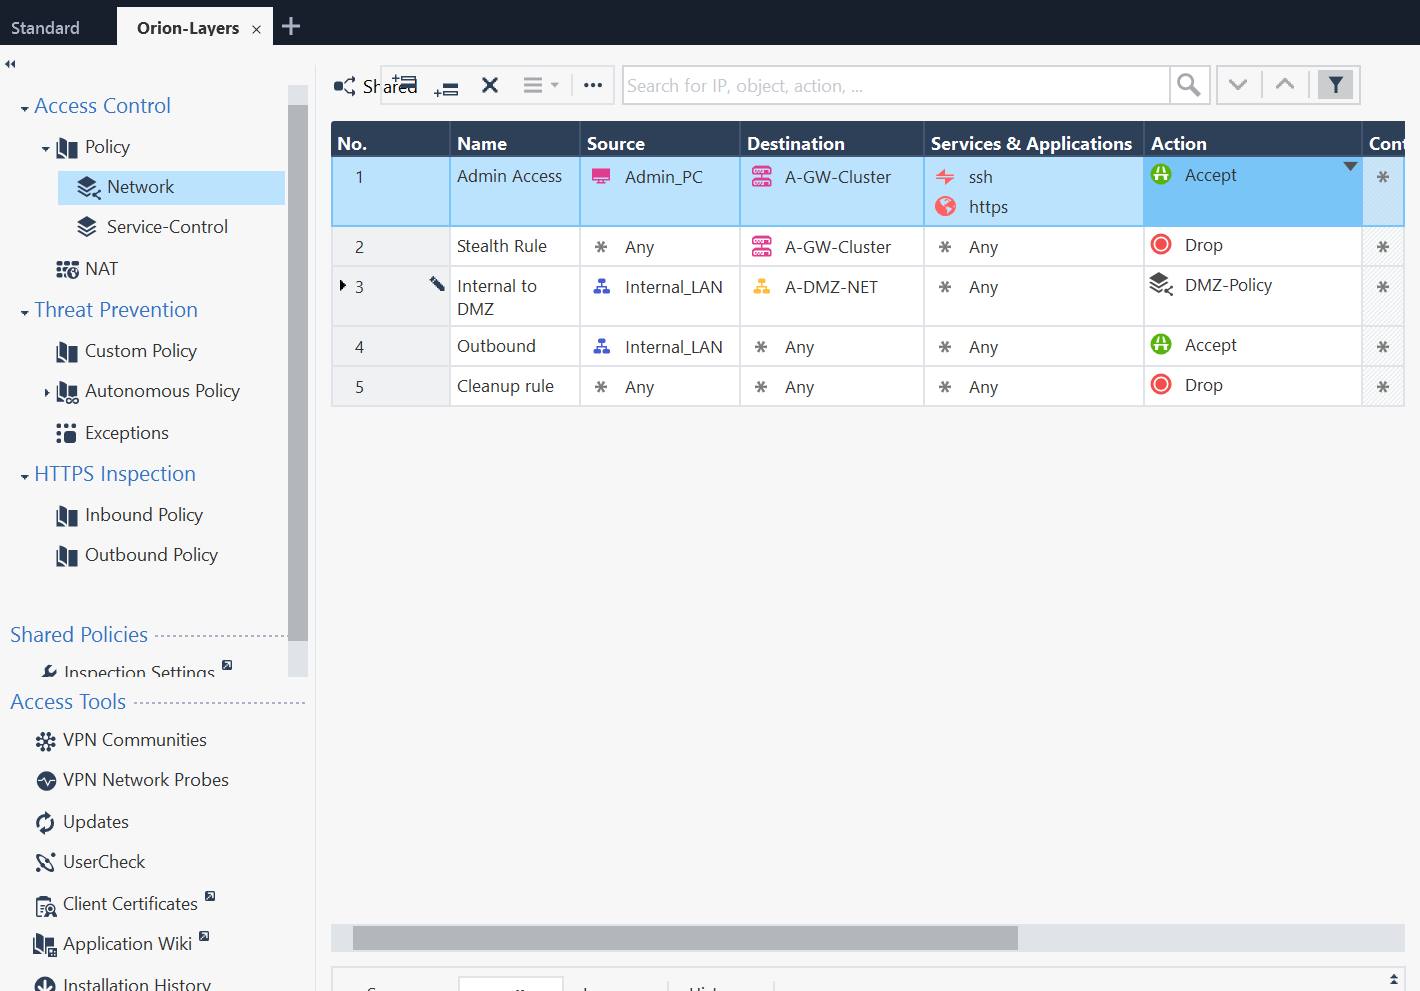 Standard
Orion-Layers
Access Control
Policy
Network
Service-Control
NAT
Threat Prevention
Custom Policy
Autonomous Policy
Exceptions
HTTPS Inspection
Inbound Policy
Outbound Policy
Shared Policies
Inspection Settings
Access Tools
VPN Communities
VPN Network Probes
Updates
UserCheck
Client Certificates
Application Wiki
Installation History
Shared
Search for IP, object, action, ...
No. Name Source Destination Services & Applications Action Cont
1 Admin Access Admin_PC A-GW-Cluster ssh Accept *
https
2 Stealth Rule * Any A-GW-Cluster * Any Drop *
3 Internal to Internal_LAN A-DMZ-NET * Any DMZ-Policy *
DMZ
4 Outbound Internal_LAN * Any * Any Accept *
5 Cleanup rule * Any * Any * Any Drop *